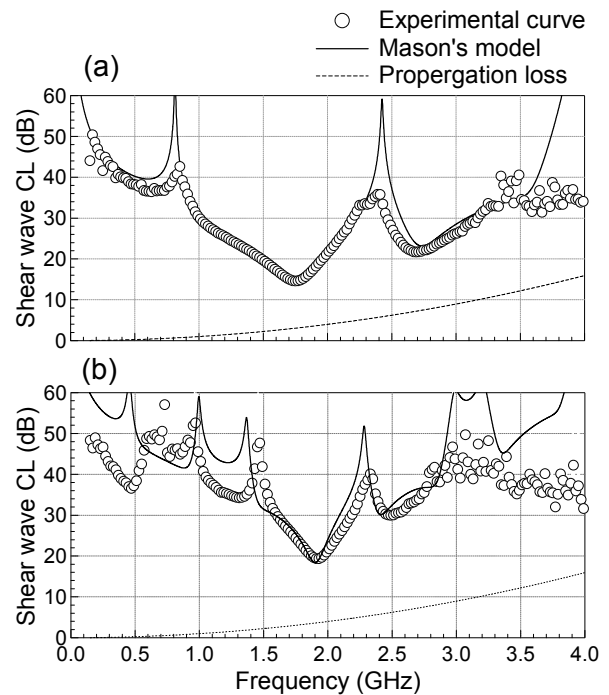 Experimental curve
Mason's model
Propergation loss
(a)
60
50
40
30
20
10
0
Shear wave CL (dB)
(b)
60
50
40
30
20
10
0
Shear wave CL (dB)
0.0 0.5 1.0 1.5 2.0 2.5 3.0 3.5 4.0
Frequency (GHz)